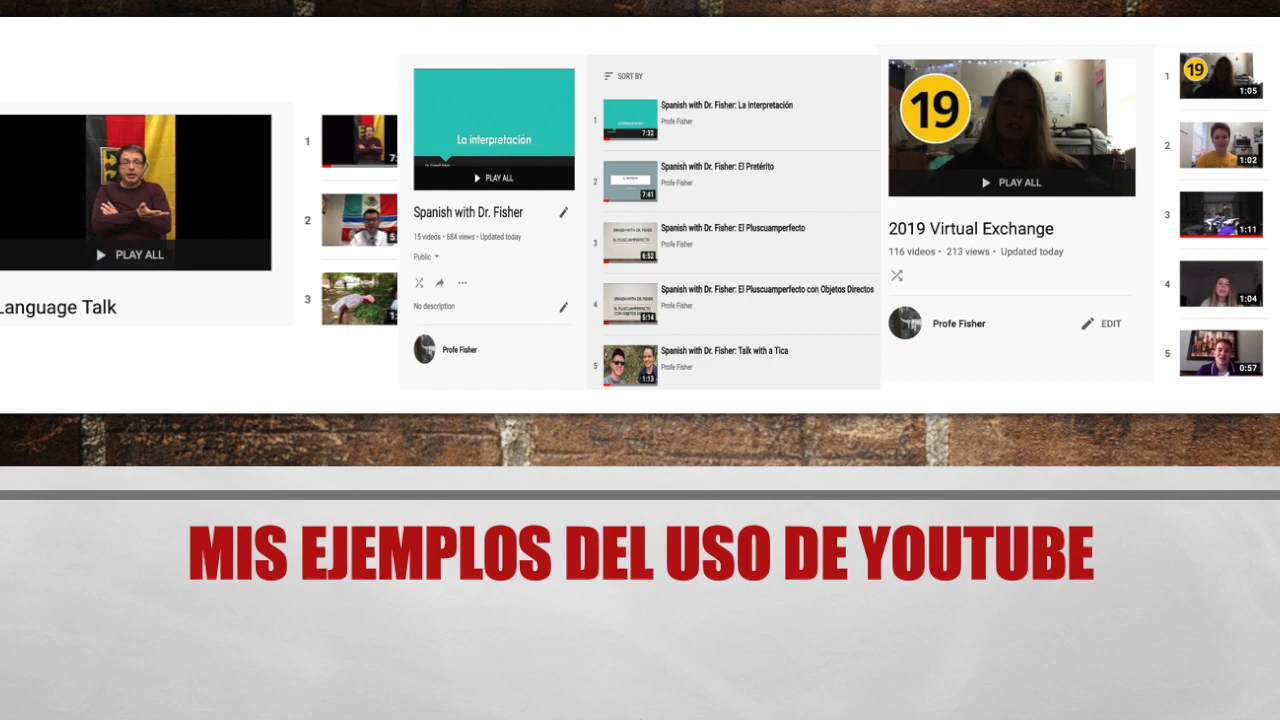 PLAY ALL
Language Talk
1
2
3
La interpretación
PLAY ALL
Spanish with Dr. Fisher
15 videos • 684 views • Updated today
Public
No description
Profe Fisher
SORT BY
1
Spanish with Dr. Fisher: La interpretación
Profe Fisher
7:32
2
Spanish with Dr. Fisher: El Pretérito
Profe Fisher
7:41
3
Spanish with Dr. Fisher: El Pluscuamperfecto
Profe Fisher
6:52
4
Spanish with Dr. Fisher: El Pluscuamperfecto con Objetos Directos
Profe Fisher
5:14
5
Spanish with Dr. Fisher: Talk with a Tica
Profe Fisher
1:13
19
PLAY ALL
2019 Virtual Exchange
116 videos • 213 views • Updated today
Profe Fisher
EDIT
1
19
1:05
2
1:02
3
1:11
4
1:04
5
0:57
MIS EJEMPLOS DEL USO DE YOUTUBE